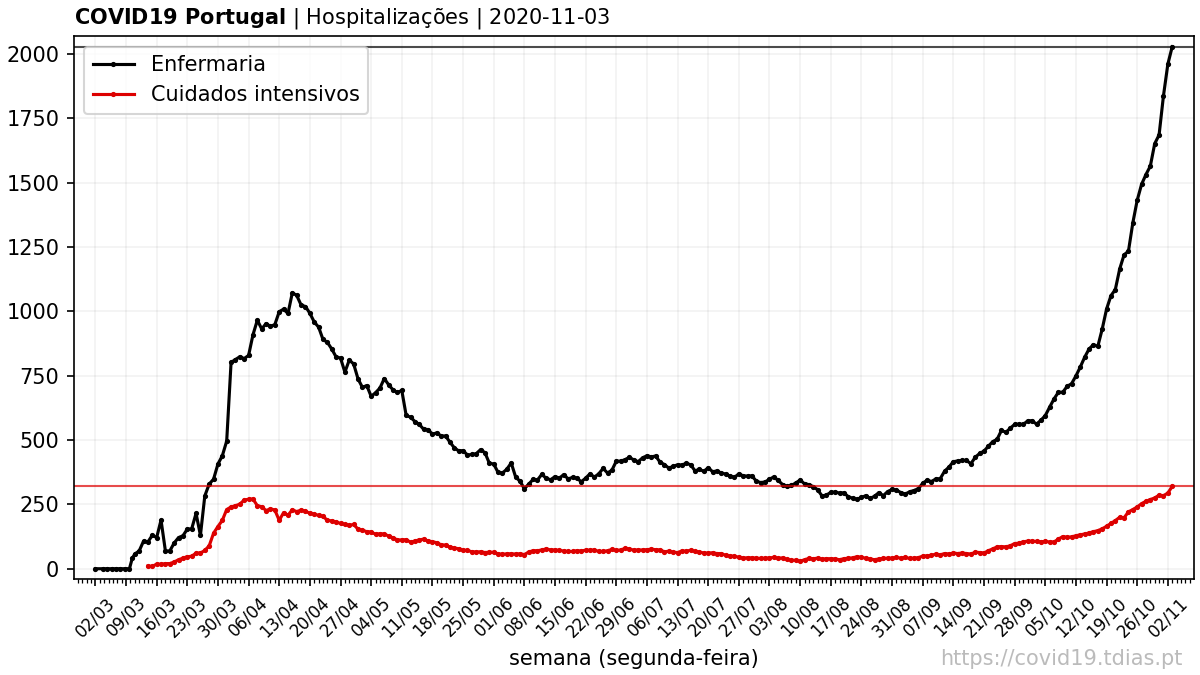 COVID19 Portugal | Hospitalizações | 2020-11-03
Enfermaria
Cuidados intensivos
2000
1750
1500
1250
1000
750
500
250
0
02/03 09/03 16/03 23/03 30/03 06/04 13/04 20/04 27/04 04/05 11/05 18/05 25/05 01/06 08/06 15/06 22/06 29/06 06/07 13/07 20/07 27/07 03/08 10/08 17/08 24/08 31/08 07/09 14/09 21/09 28/09 05/10 12/10 19/10 26/10 02/11
semana (segunda-feira)
https://covid19.tdias.pt